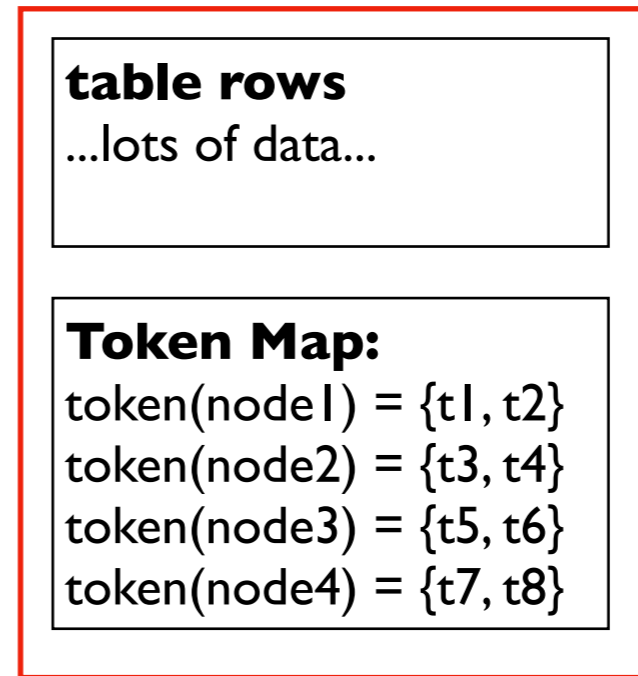 table rows
...lots of data...
Token Map:
token(node1) = {t1, t2}
token(node2) = {t3, t4}
token(node3) = {t5, t6}
token(node4) = {t7, t8}